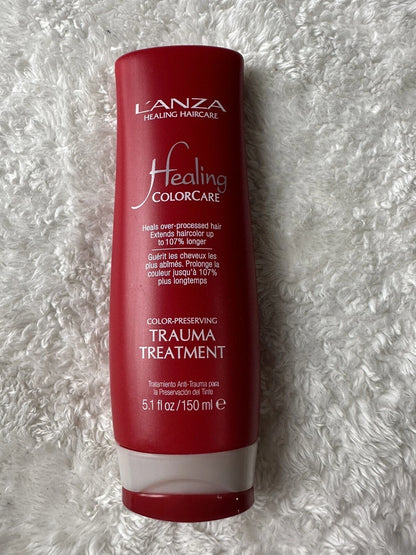 L'ANZA
HEALING HAIRCARE
Healing
COLORCARE
Heals over-processed hair
Extends haircolor up
to 107% longer
Guérit les cheveux les
plus abîmés. Prolonge la
couleur jusqu'à 107%
plus longtemps
COLOR-PRESERVING
TRAUMA
TREATMENT
Tratamiento Anti-Trauma para
la Preservación del Tinte
5.1 fl oz/150 ml ℮